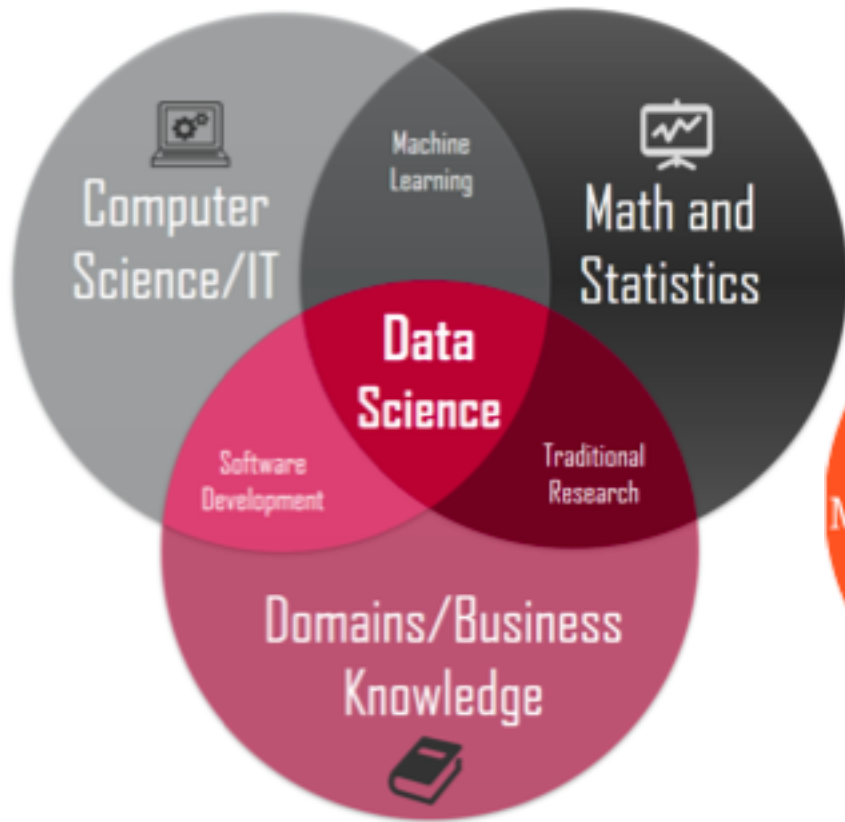 Machine
Learning
Computer
Science/IT
Math and
Statistics
Data
Science
Software
Development
Traditional
Research
Domains/Business
Knowledge